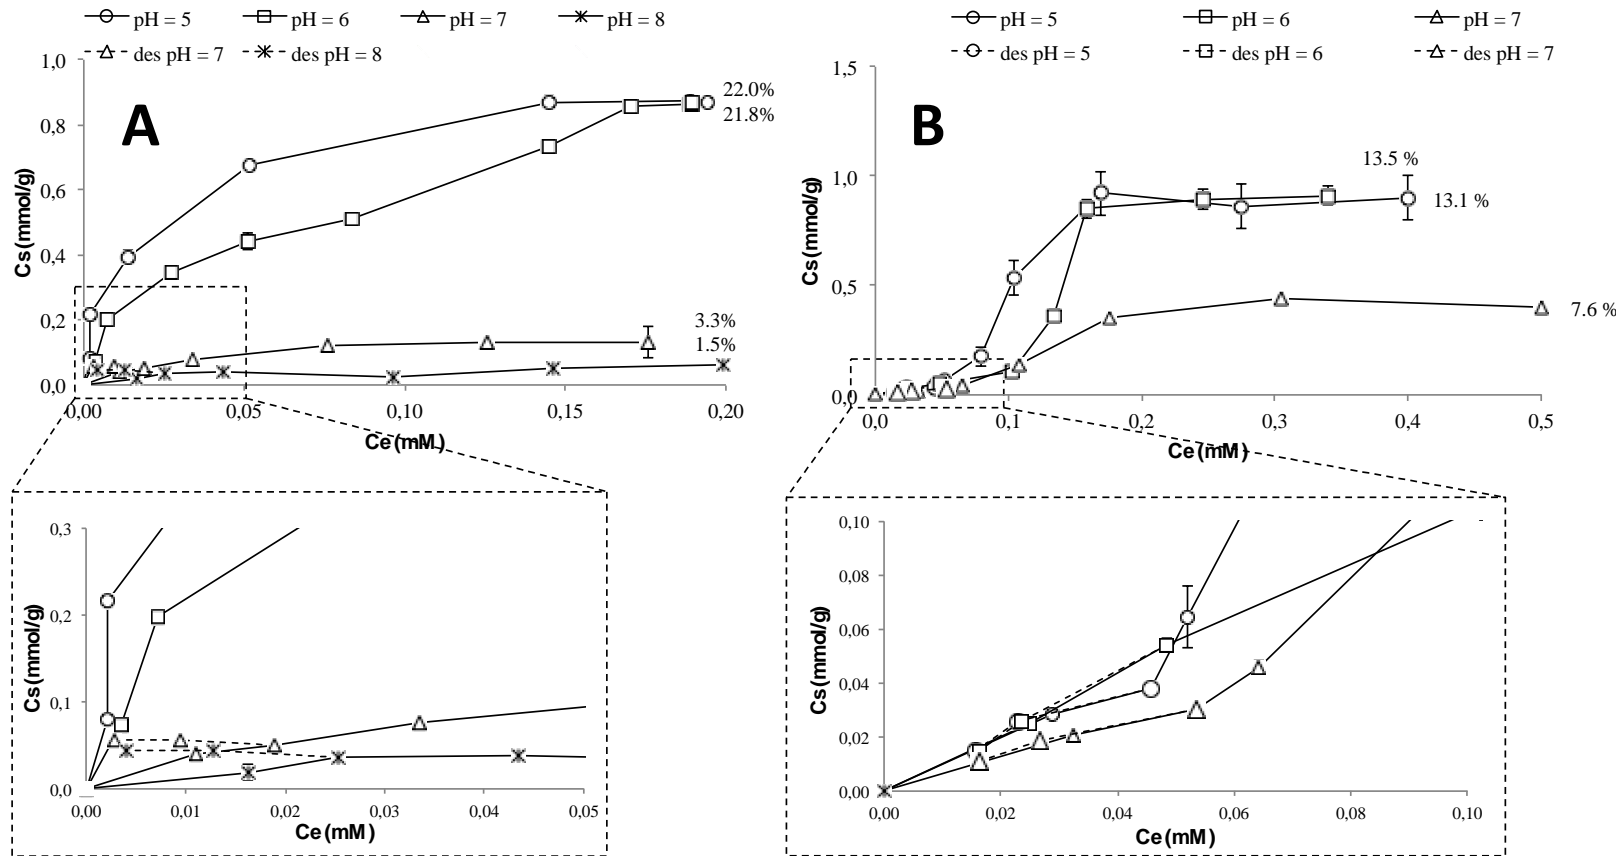 pH = 5 pH = 6 pH = 7 pH = 8
des pH = 7 des pH = 8
A
Cs (mmol/g)
1,0
0,8
0,6
0,4
0,2
0,0
22.0%
21.8%
3.3%
1.5%
0,00 0,05 0,10 0,15 0,20
Ce (mM)
Cs (mmol/g)
0,3
0,2
0,1
0,0
0,00 0,01 0,02 0,03 0,04 0,05
Ce (mM)
pH = 5 pH = 6 pH = 7
des pH = 5 des pH = 6 des pH = 7
B
Cs (mmol/g)
1,5
1,0
0,5
0,0
13.5 %
13.1 %
7.6 %
0,0 0,1 0,2 0,3 0,4 0,5
Ce (mM)
Cs (mmol/g)
0,10
0,08
0,06
0,04
0,02
0,00
0,00 0,02 0,04 0,06 0,08 0,10
Ce (mM)